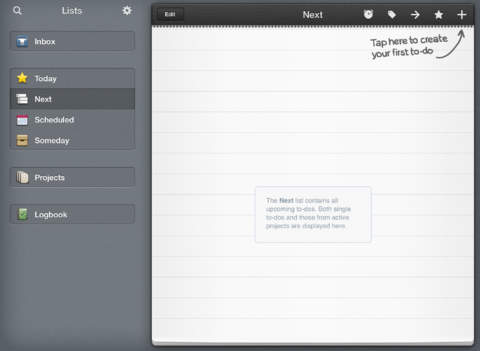 Lists
Inbox
Today
Next
Scheduled
Someday
Projects
Logbook
Edit
Next
Tap here to create
your first to-do
The Next list contains all
upcoming to-dos. Both single
to-dos and those from active
projects are displayed here.